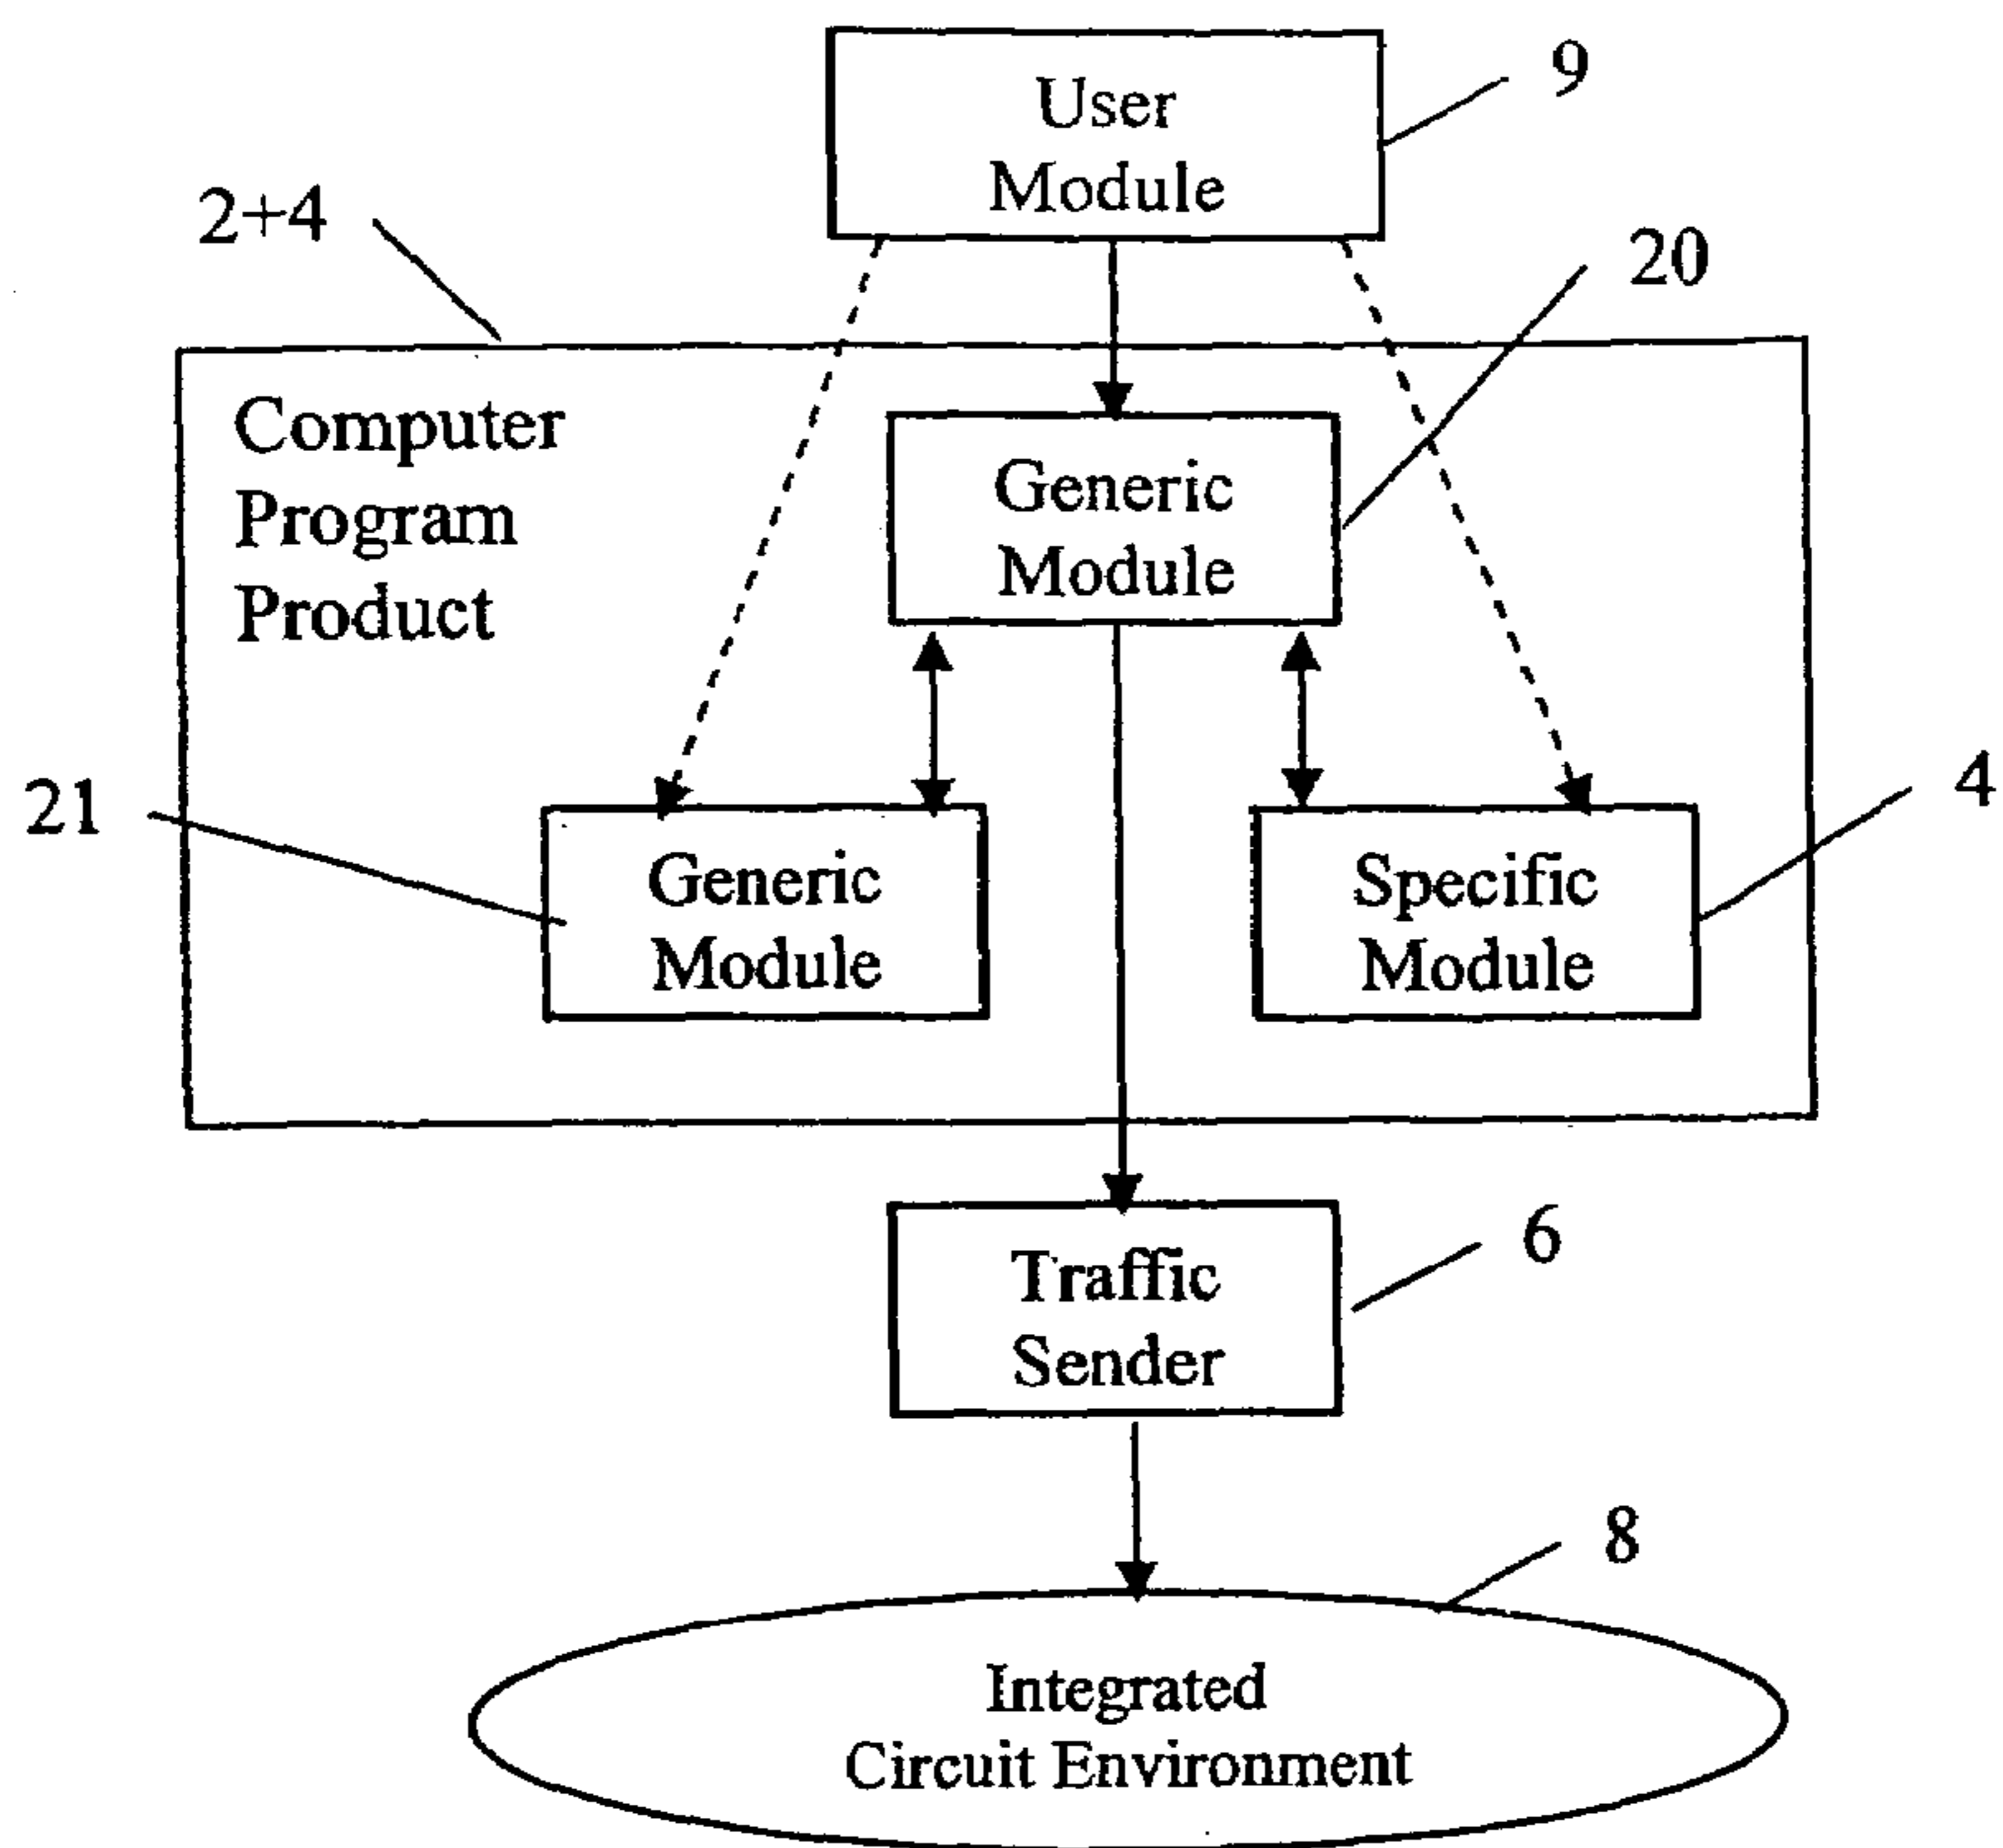 User
Module
9
2+4
20
Computer
Program
Product
Generic
Module
21
Generic
Module
Specific
Module
4
Traffic
Sender
6
8
Integrated
Circuit Environment